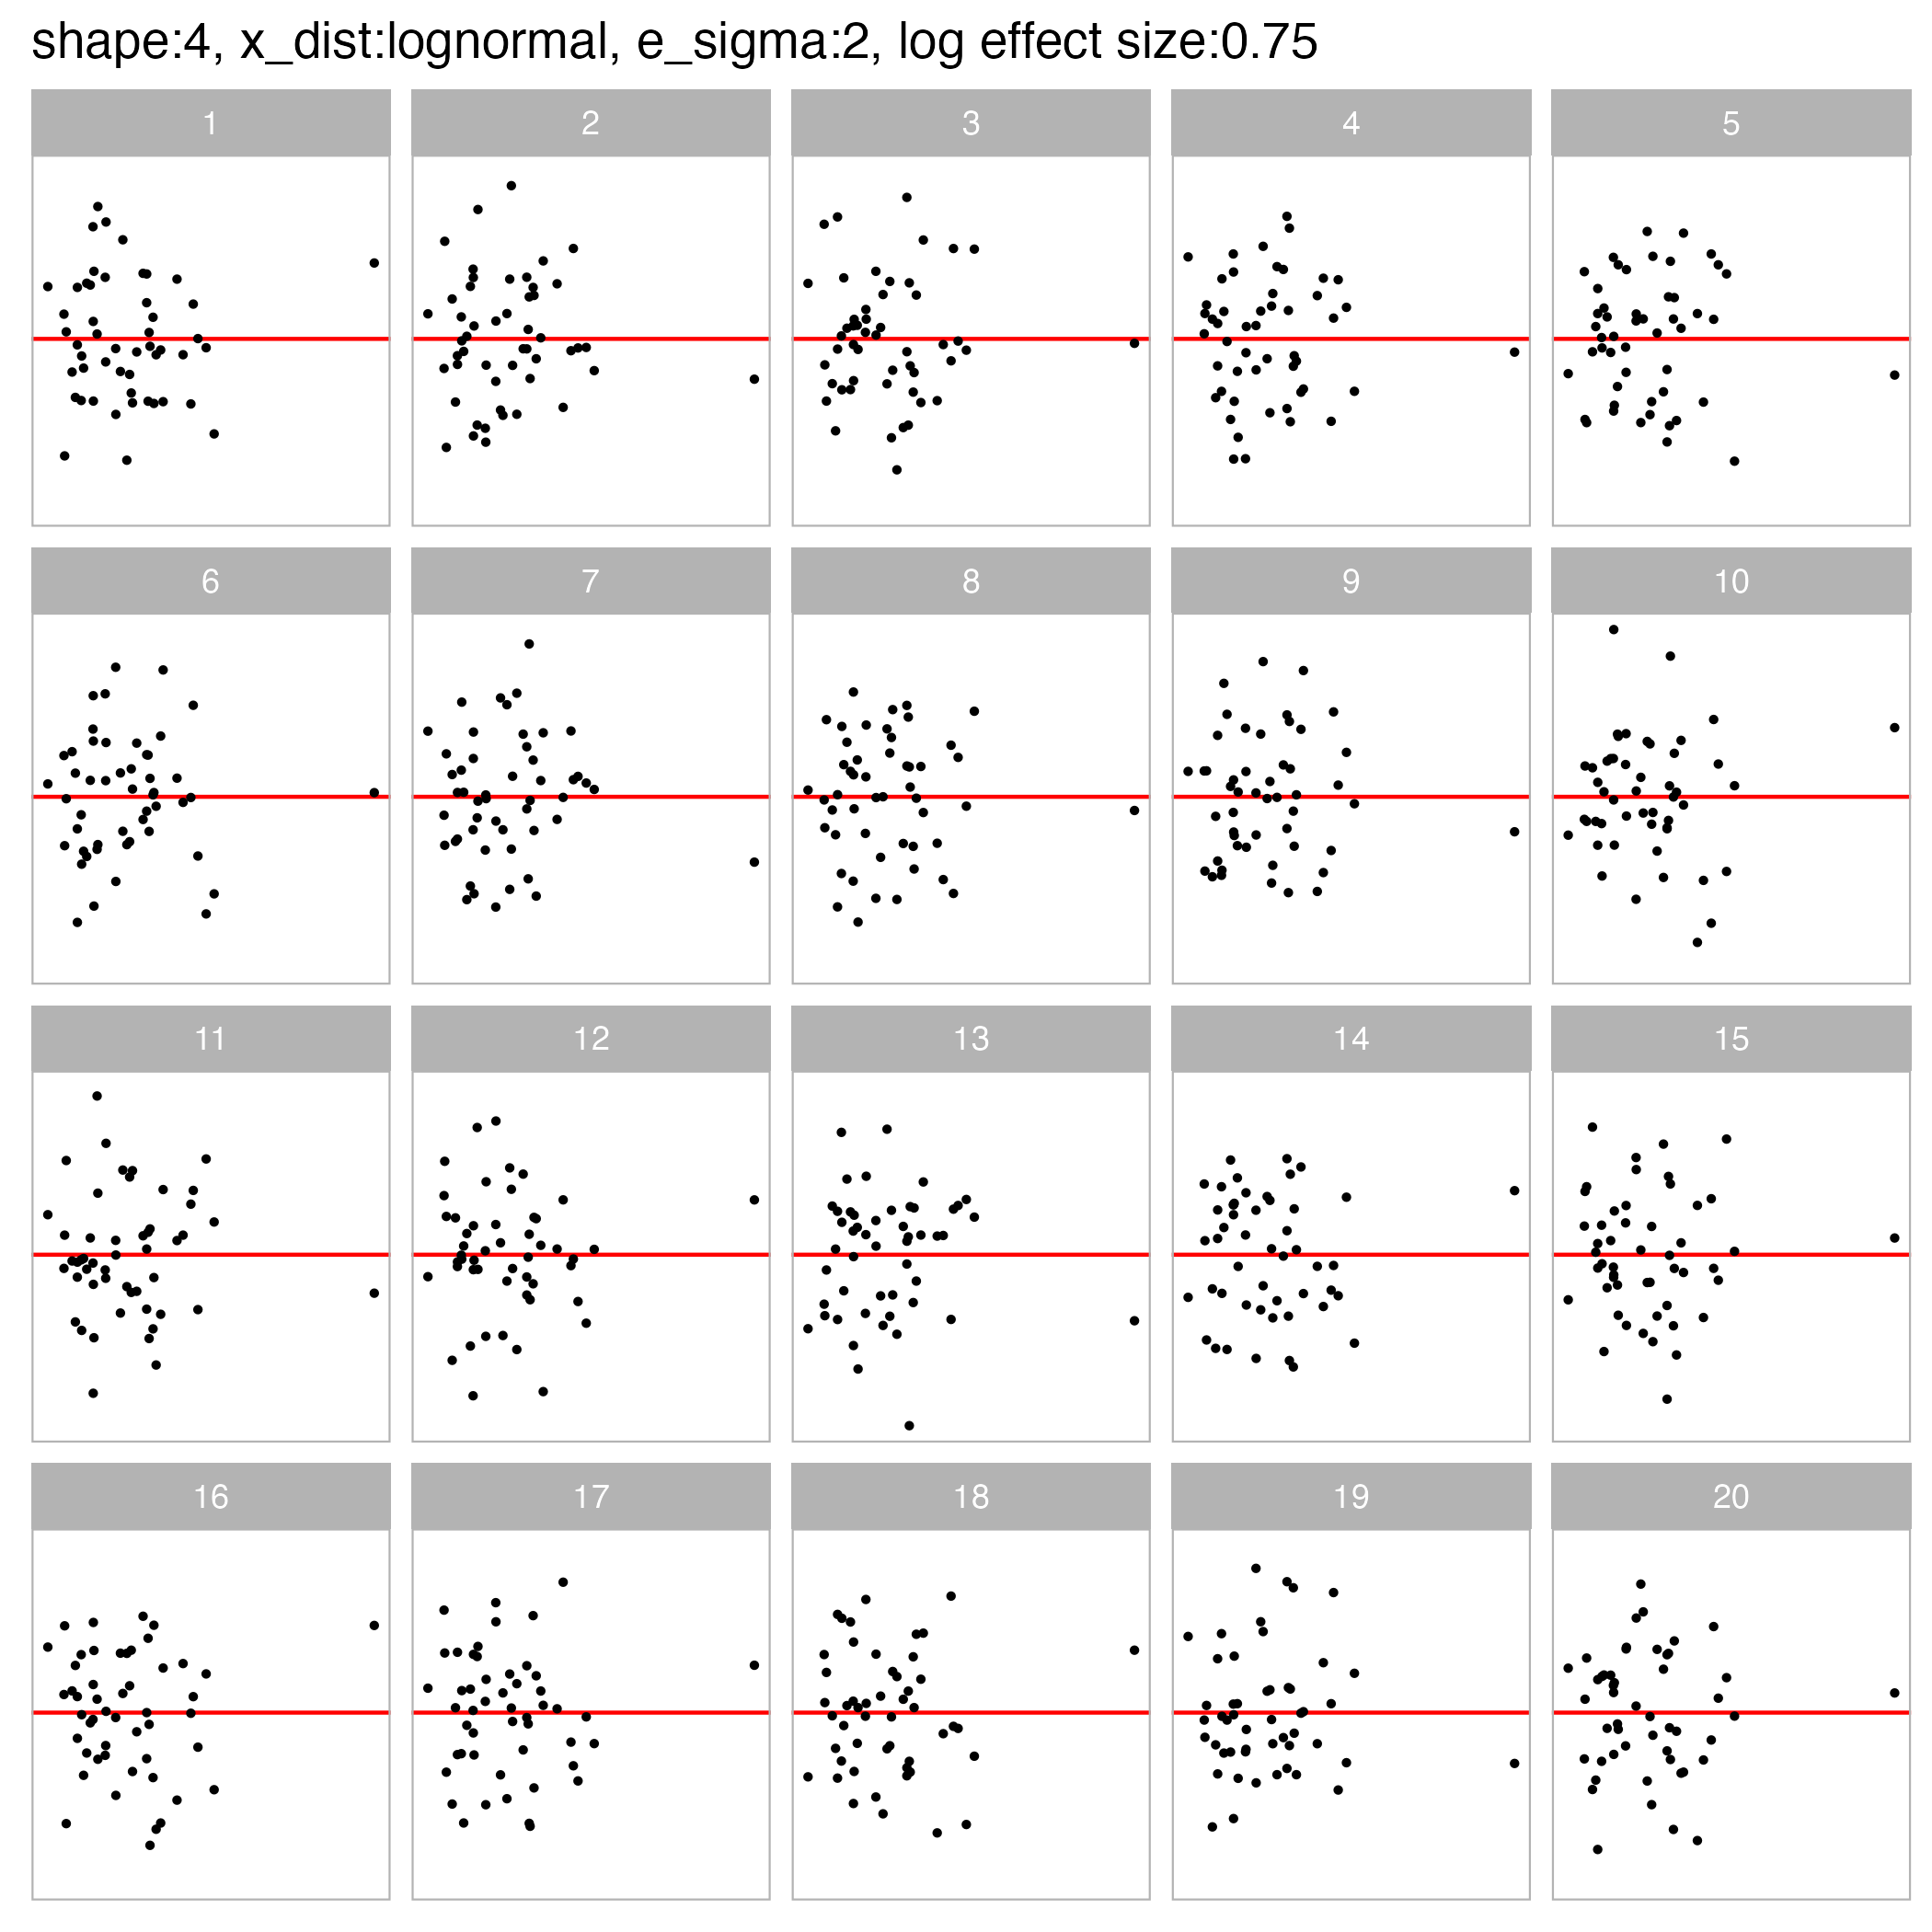 shape:4, x_dist:lognormal, e_sigma:2, log effect size:0.75
1 2 3 4 5
6 7 8 9 10
11 12 13 14 15
16 17 18 19 20